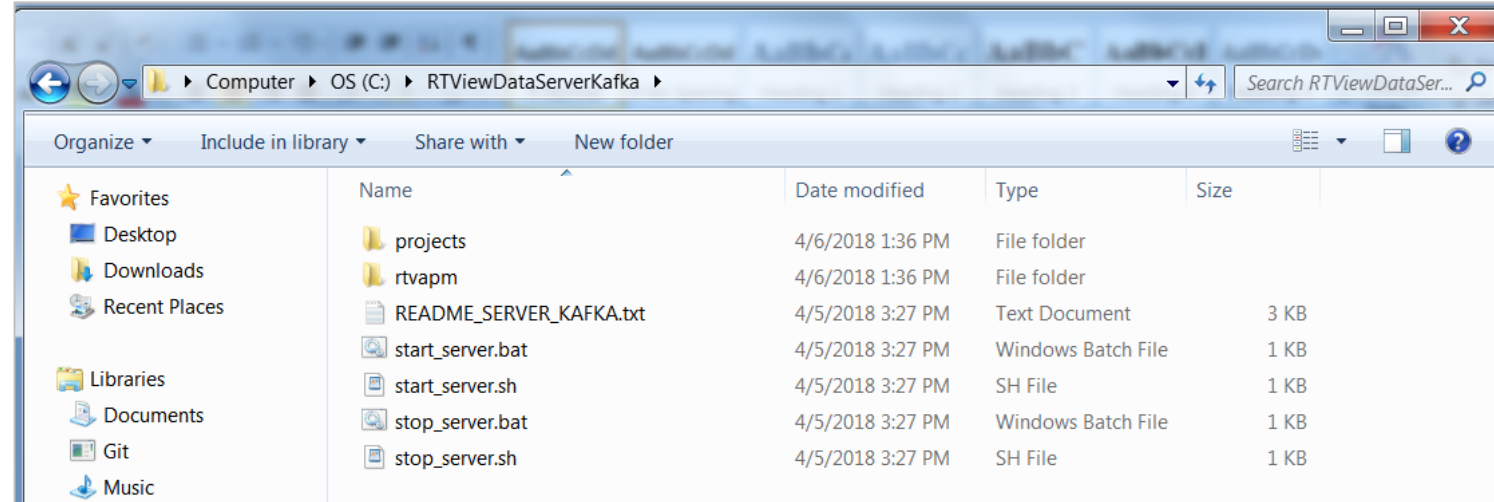 Computer OS (C:) RTViewDataServerKafka Search RTViewDataSer...
Organize Include in library Share with New folder
Favorites
Desktop
Downloads
Recent Places
Libraries
Documents
Git
Music
Name Date modified Type Size
projects 4/6/2018 1:36 PM File folder
rtvapm 4/6/2018 1:36 PM File folder
README_SERVER_KAFKA.txt 4/5/2018 3:27 PM Text Document 3 KB
start_server.bat 4/5/2018 3:27 PM Windows Batch File 1 KB
start_server.sh 4/5/2018 3:27 PM SH File 1 KB
stop_server.bat 4/5/2018 3:27 PM Windows Batch File 1 KB
stop_server.sh 4/5/2018 3:27 PM SH File 1 KB